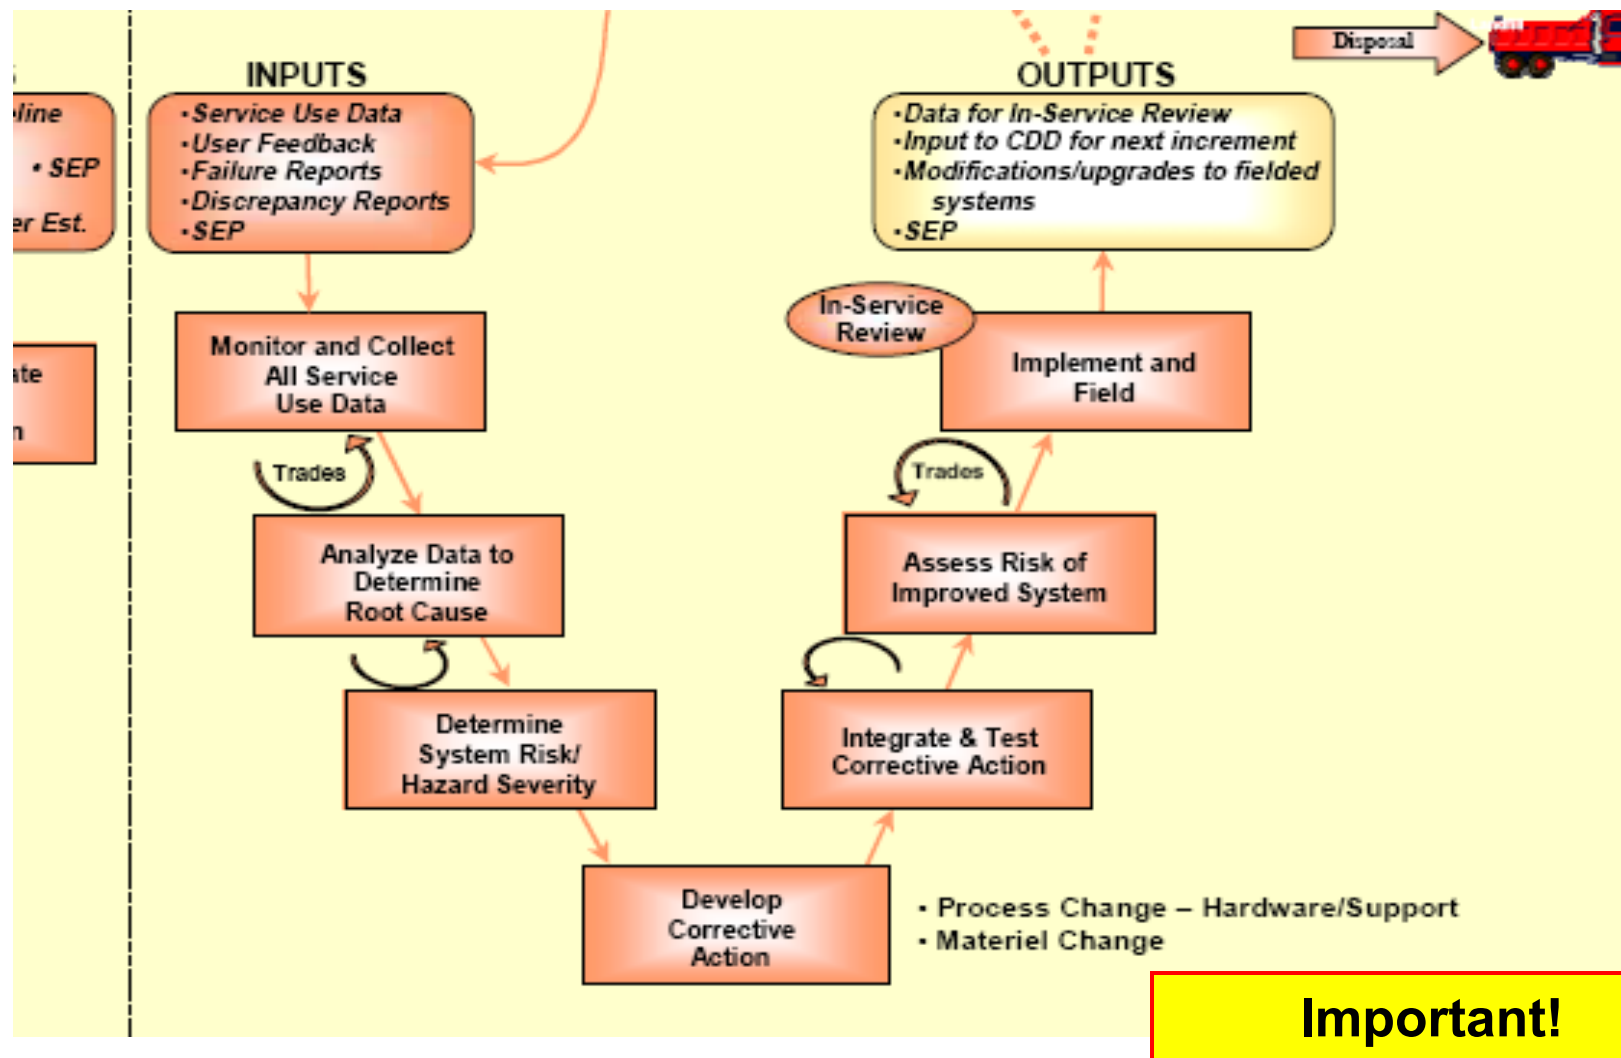 Disposal
INPUTS
• Service Use Data
• User Feedback
• Failure Reports
• Discrepancy Reports
• SEP
OUTPUTS
• Data for In-Service Review
• Input to CDD for next increment
• Modifications/upgrades to fielded
systems
• SEP
• SEP
er Est.
Monitor and Collect
All Service
Use Data
Trades
Analyze Data to
Determine
Root Cause
Determine
System Risk/
Hazard Severity
Develop
Corrective
Action
• Process Change – Hardware/Support
• Materiel Change
Integrate & Test
Corrective Action
Assess Risk of
Improved System
Trades
In-Service
Review
Implement and
Field
Important!